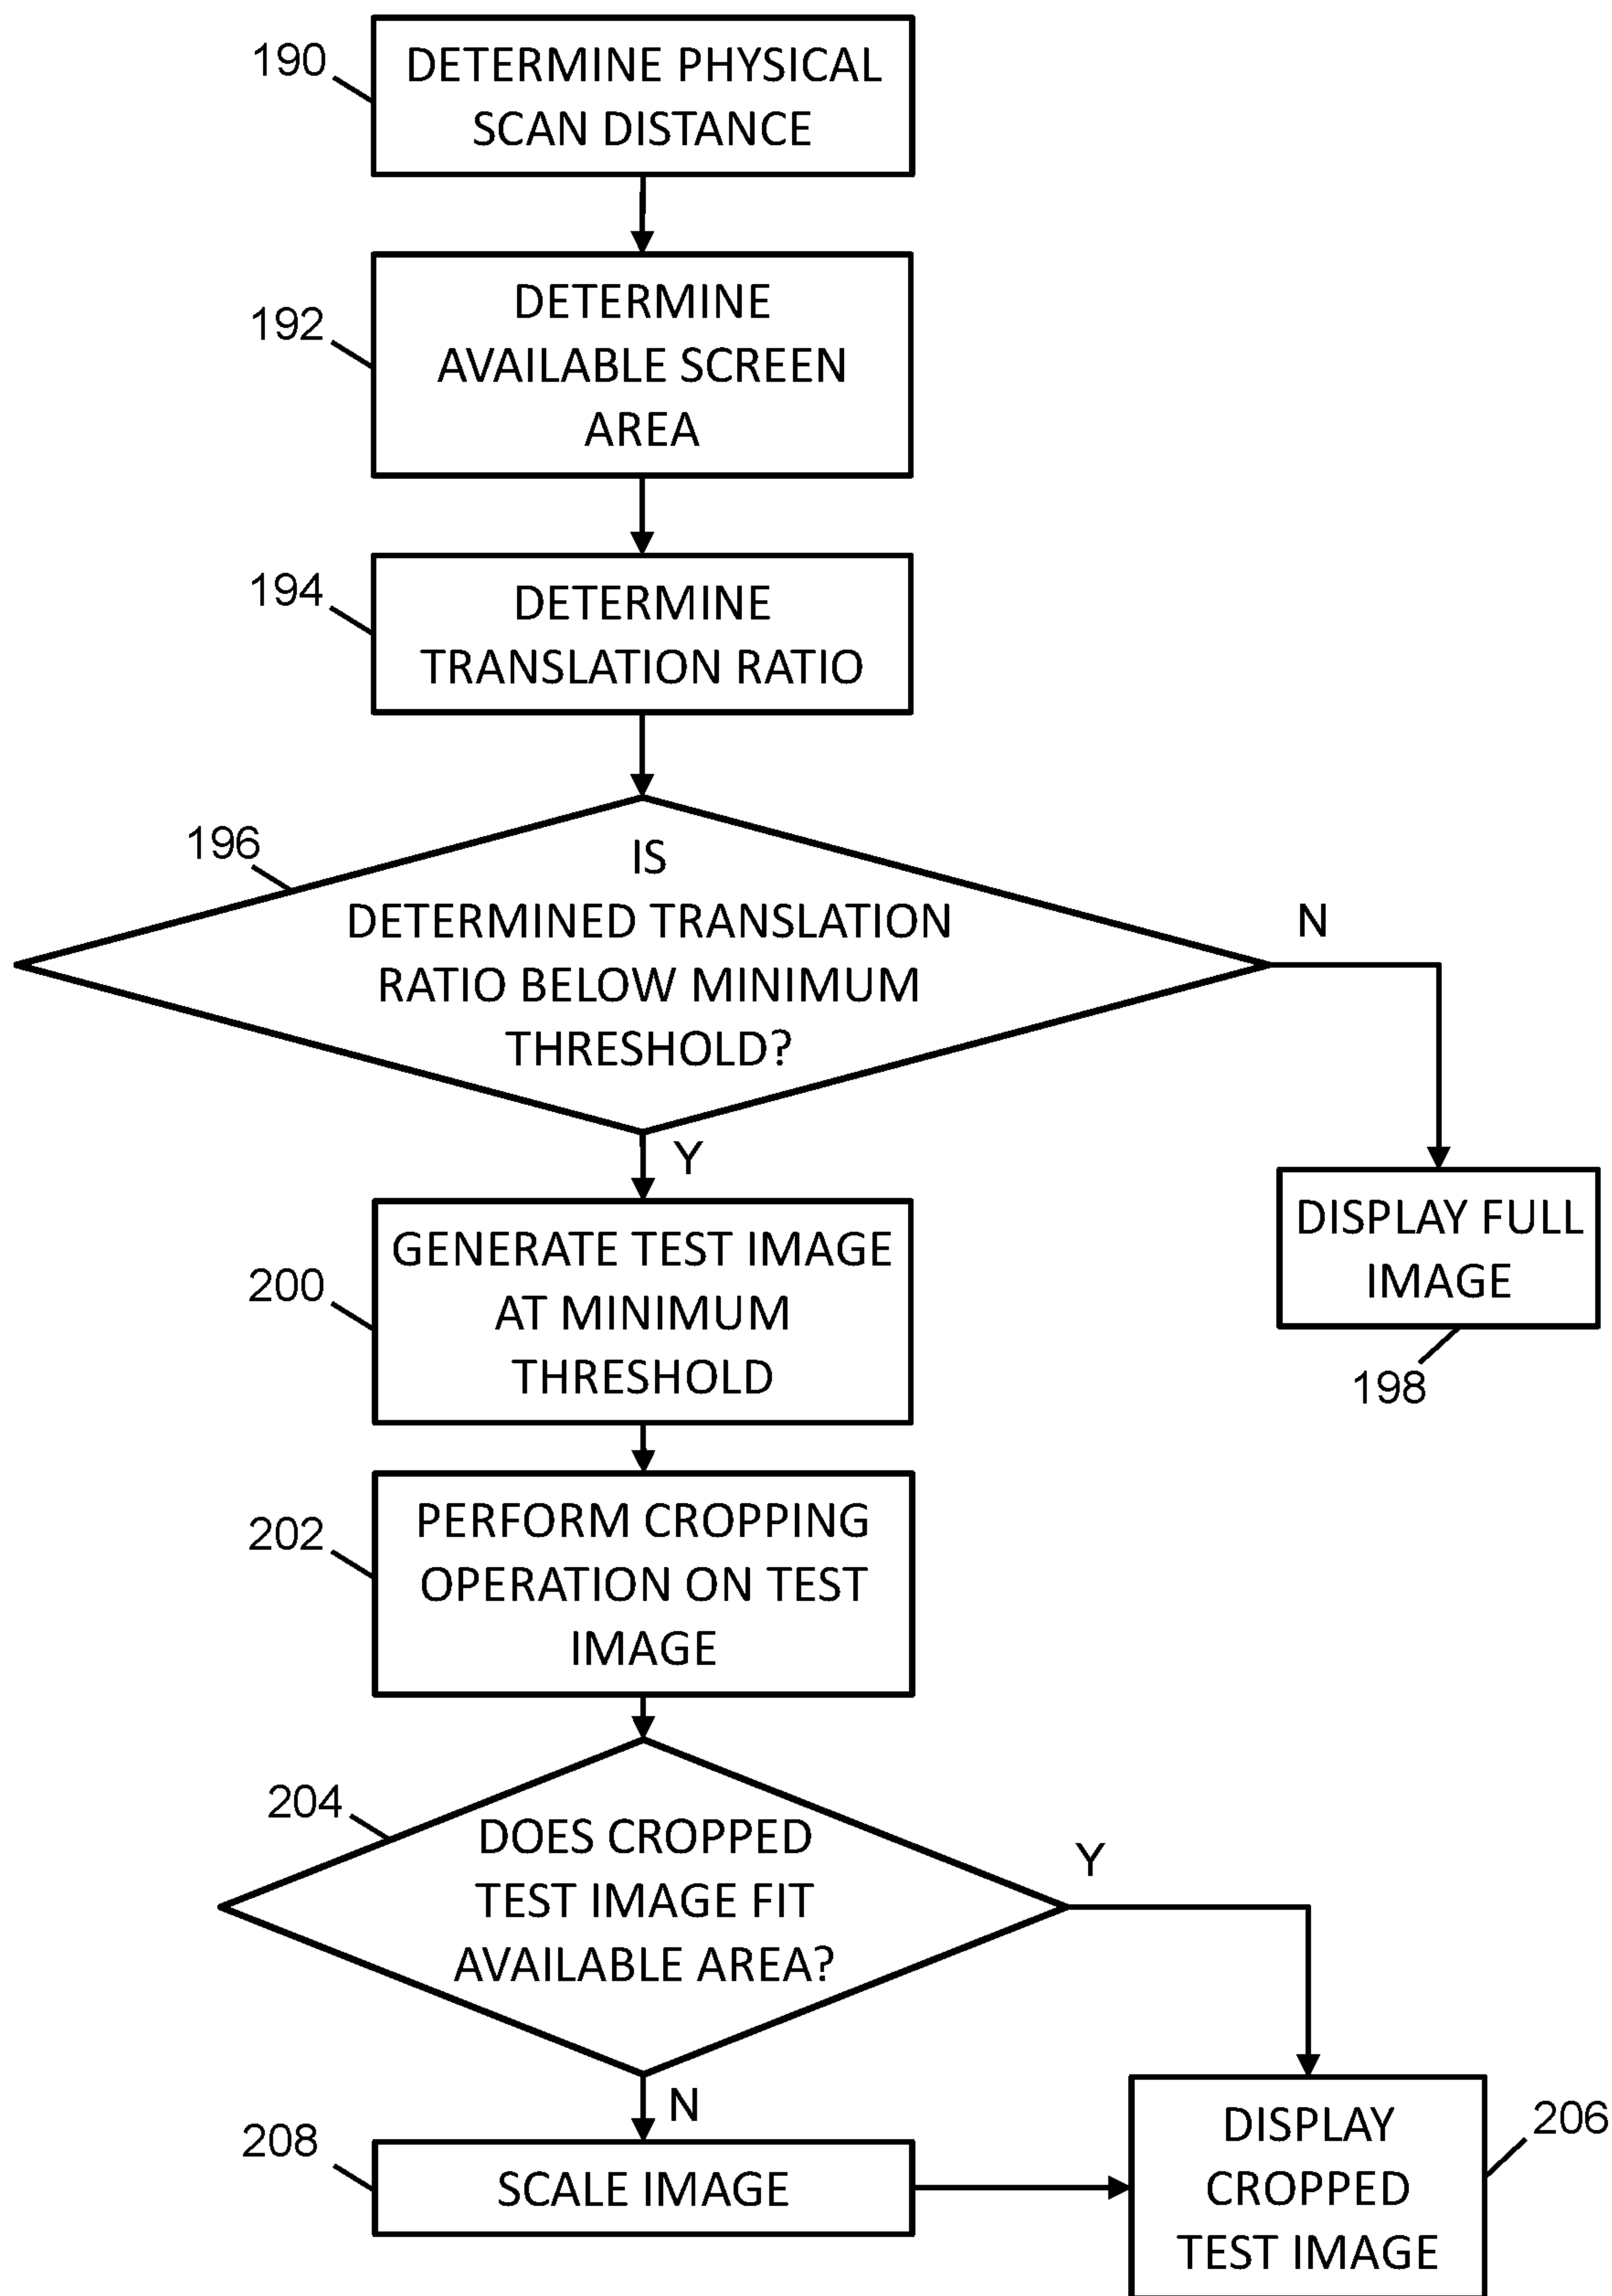 190
DETERMINE PHYSICAL
SCAN DISTANCE
192
DETERMINE
AVAILABLE SCREEN
AREA
194
DETERMINE
TRANSLATION RATIO
196
IS
DETERMINED TRANSLATION
RATIO BELOW MINIMUM
THRESHOLD?
N
Y
DISPLAY FULL
IMAGE
198
200
GENERATE TEST IMAGE
AT MINIMUM
THRESHOLD
202
PERFORM CROPPING
OPERATION ON TEST
IMAGE
204
DOES CROPPED
TEST IMAGE FIT
AVAILABLE AREA?
Y
N
208
SCALE IMAGE
DISPLAY
CROPPED
TEST IMAGE
206